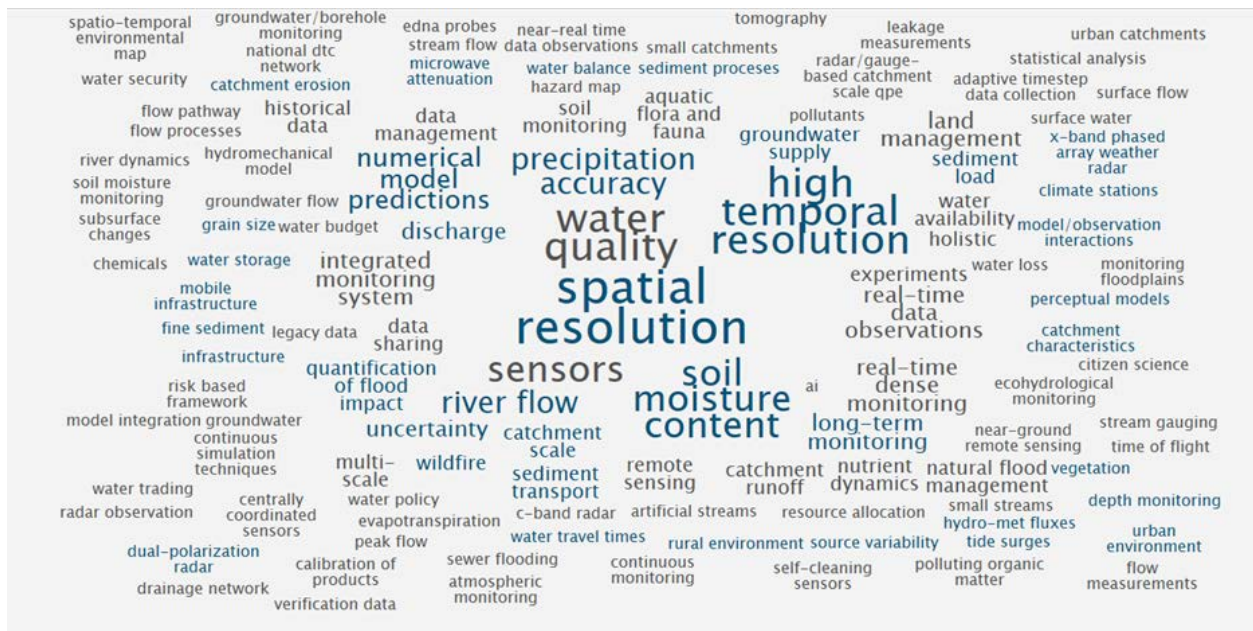 spatio-temporal
environmental
map
groundwater/borehole
monitoring
edna probes
near-real time
data observations
tomography
leakage
measurements
urban catchments
national dtc
network
stream flow
small catchments
radar/gauge-
based catchment
scale qpe
statistical analysis
water security
catchment erosion
microwave
attenuation
water balance
sediment proceses
adaptive timestep
data collection
surface flow
hazard map
flow pathway
historical
data
data
management
soil
monitoring
aquatic
flora and
fauna
pollutants
land
management
surface water
flow processes
groundwater
supply
x-band phased
array weather
radar
river dynamics
hydromechanical
model
numerical
model
predictions
precipitation
accuracy
high
temporal
resolution
sediment
load
soil moisture
monitoring
climate stations
groundwater flow
water
quality
water
availability
subsurface
changes
grain size
water budget
discharge
model/observation
interactions
holistic
chemicals
water storage
integrated
monitoring
system
spatial
resolution
experiments
water loss
monitoring
floodplains
mobile
infrastructure
real-time
data
observations
perceptual models
fine sediment
legacy data
data
sharing
catchment
characteristics
infrastructure
quantification
of flood
impact
sensors
soil
moisture
content
real-time
dense
monitoring
citizen science
risk based
framework
river flow
ai
ecohydrological
monitoring
model integration groundwater
uncertainty
catchment
scale
long-term
monitoring
near-ground
remote sensing
stream gauging
continuous
simulation
techniques
time of flight
multi-
scale
wildfire
sediment
transport
remote
sensing
catchment
runoff
nutrient
dynamics
natural flood
management
vegetation
water trading
centrally
coordinated
sensors
water policy
depth monitoring
radar observation
evapotranspiration
c-band radar
artificial streams
resource allocation
small streams
hydro-met fluxes
peak flow
water travel times
rural environment
source variability
tide surges
urban
environment
dual-polarization
radar
calibration of
products
sewer flooding
continuous
monitoring
self-cleaning
sensors
polluting organic
matter
flow
measurements
drainage network
atmospheric
monitoring
verification data